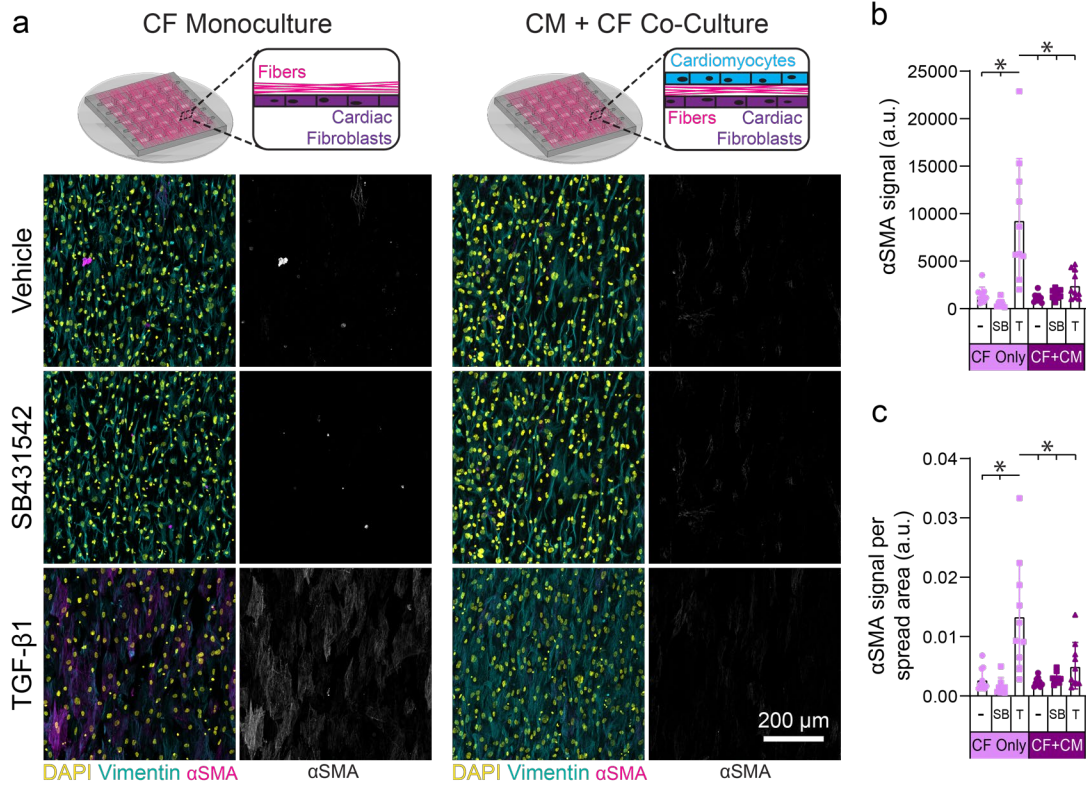 a
CF Monoculture
CM + CF Co-Culture
Fibers
Cardiac
Fibroblasts
Cardiomyocytes
Fibers
Cardiac
Fibroblasts
Vehicle
SB431542
TGF-β1
200 μm
DAPI Vimentin αSMA
αSMA
DAPI Vimentin αSMA
αSMA
b
*
*
αSMA signal (a.u.)
25000
20000
15000
10000
5000
0
- SB T - SB T
CF Only CF+CM
c
*
*
αSMA signal per
spread area (a.u.)
0.04
0.03
0.02
0.01
0.00
- SB T - SB T
CF Only CF+CM